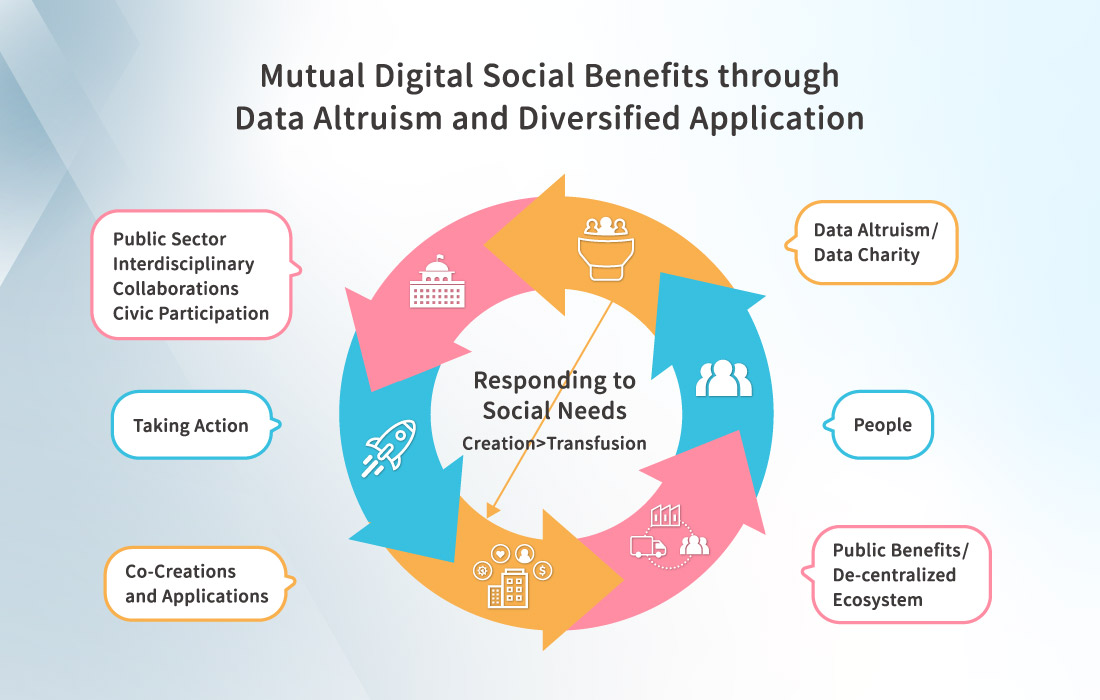 Mutual Digital Social Benefits through
Data Altruism and Diversified Application
Public Sector
Interdisciplinary
Collaborations
Civic Participation
Data Altruism/
Data Charity
Responding to
Social Needs
Creation>Transfusion
Taking Action
People
Co-Creations
and Applications
Public Benefits/
De-centralized
Ecosystem
$